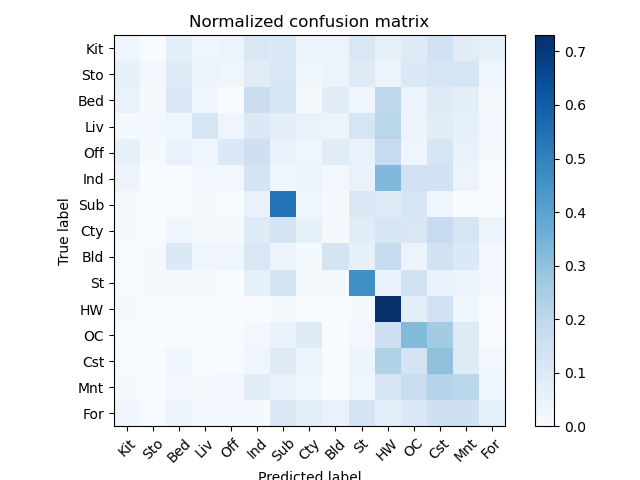 Normalized confusion matrix
Kit
Sto
Bed
Liv
Off
Ind
Sub
Cty
Bld
St
HW
OC
Cst
Mnt
For
True label
Kit Sto Bed Liv Off Ind Sub Cty Bld St HW OC Cst Mnt For
Predicted label
0.7
0.6
0.5
0.4
0.3
0.2
0.1
0.0